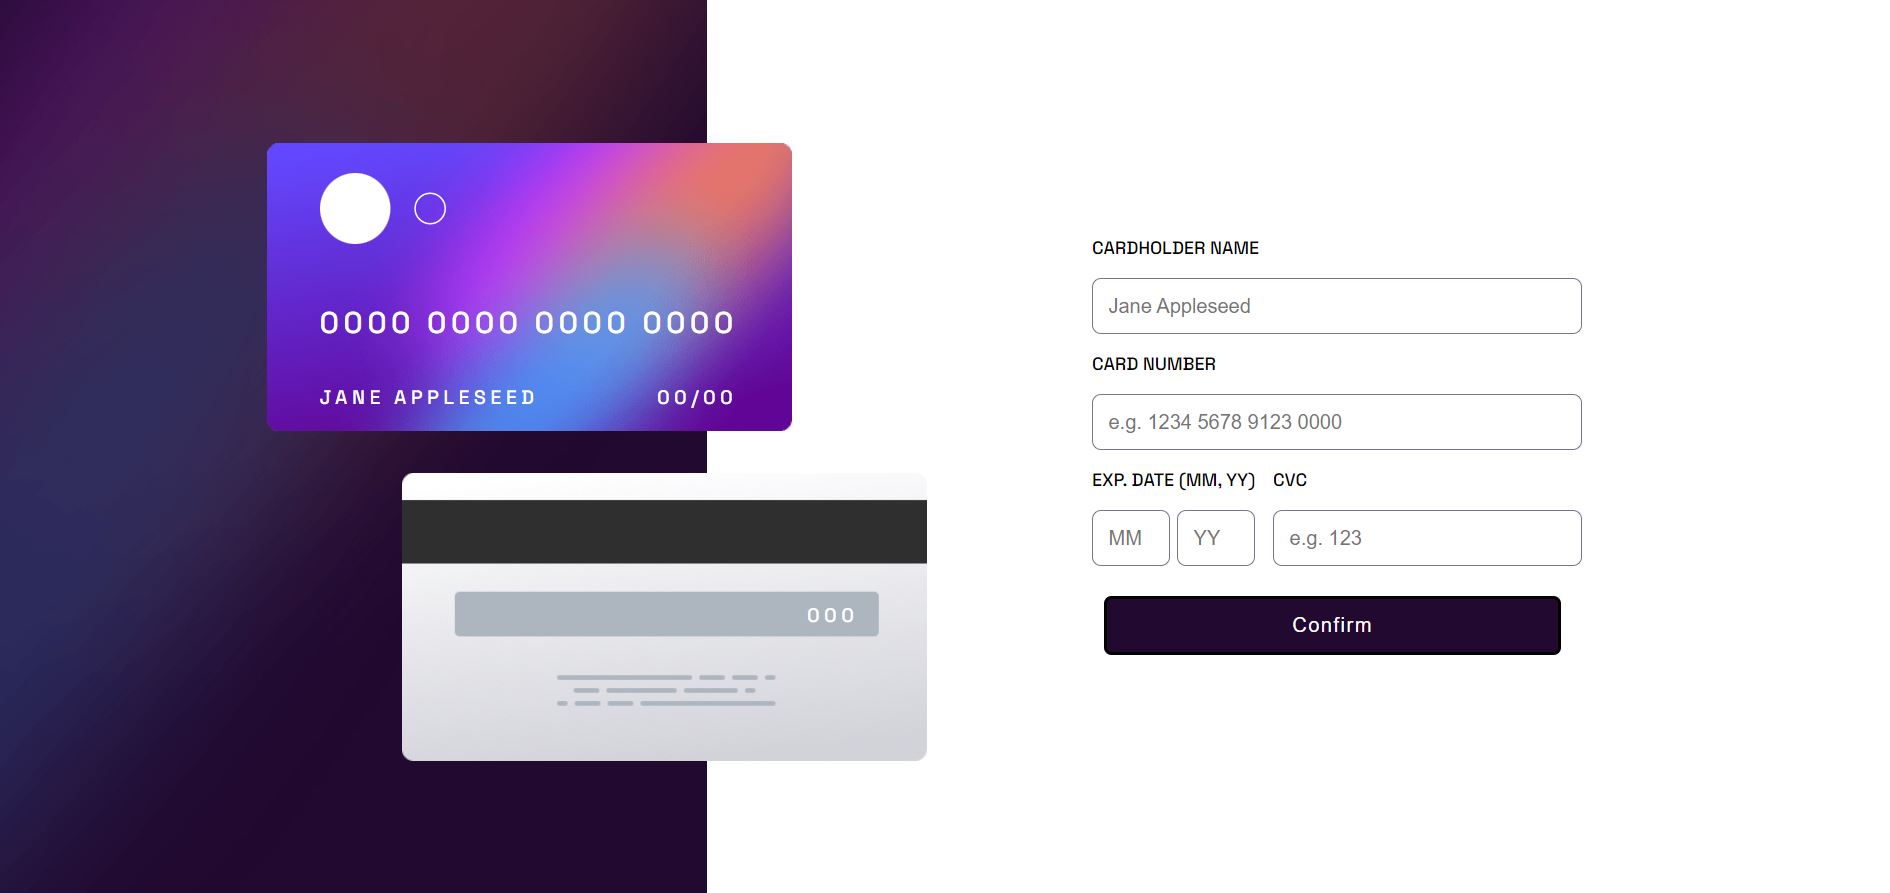 0000 0000 0000 0000
JANE APPLESEED 00/00
000
CARDHOLDER NAME
Jane Appleseed
CARD NUMBER
e.g. 1234 5678 9123 0000
EXP. DATE (MM, YY) CVC
MM YY e.g. 123
Confirm